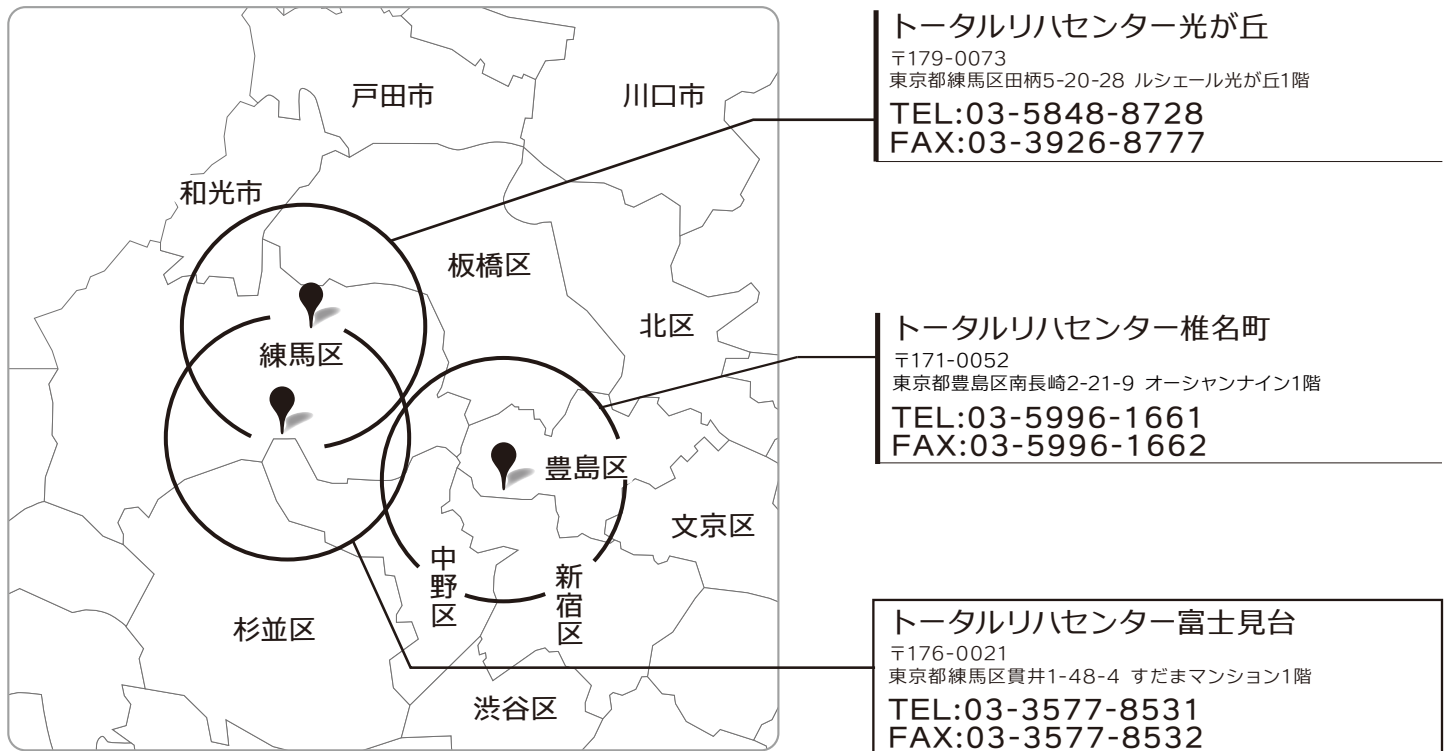 戸田市
川口市
和光市
板橋区
北区
練馬区
豊島区
文京区
中野区
新宿区
杉並区
渋谷区
トータルリハセンター光が丘
〒179-0073
東京都練馬区田柄5-20-28 ルシェール光が丘1階
TEL:03-5848-8728
FAX:03-3926-8777
トータルリハセンター椎名町
〒171-0052
東京都豊島区南長崎2-21-9 オーシャンナイン1階
TEL:03-5996-1661
FAX:03-5996-1662
トータルリハセンター富士見台
〒176-0021
東京都練馬区貫井1-48-4 すだまマンション1階
TEL:03-3577-8531
FAX:03-3577-8532